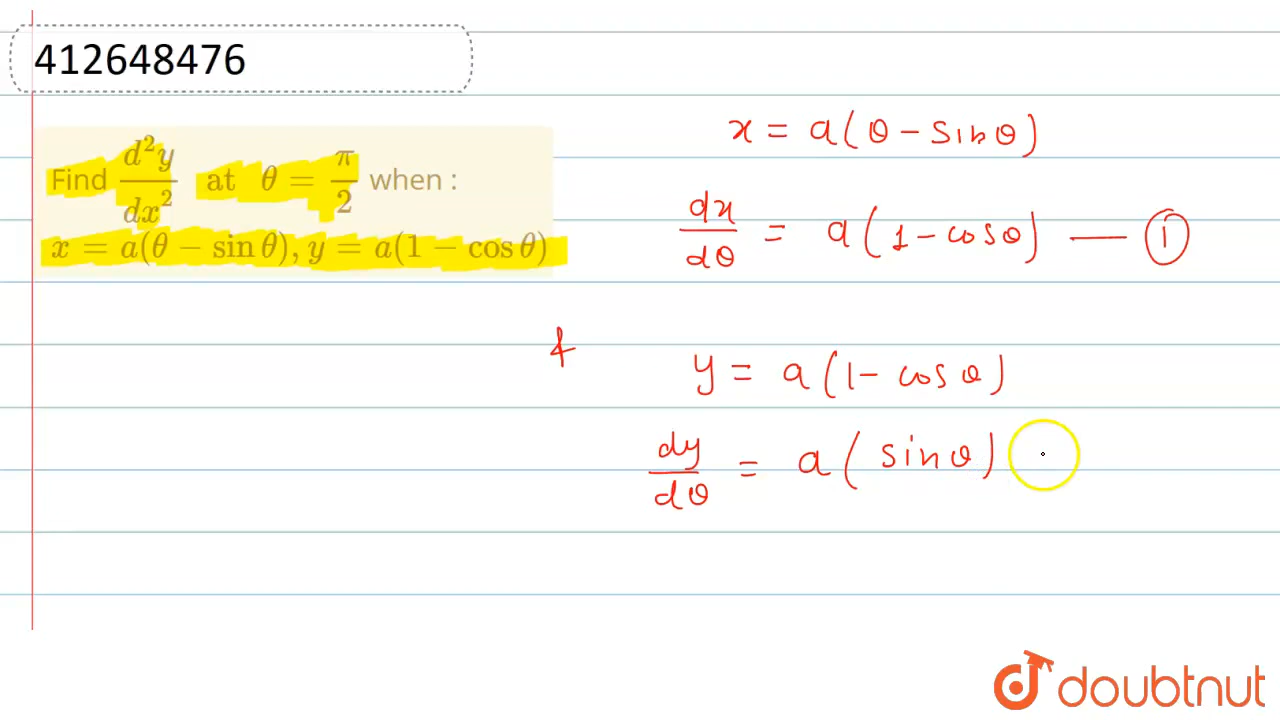 412648476
Find d²y/dx² at θ = π/2 when :
x = a(θ − sin θ), y = a(1 − cos θ)
x = a(θ − sinθ)
dx/dθ = a(1 − cosθ) — ①
&
y = a(1 − cosθ)
dy/dθ = a(sinθ)
doubtnut